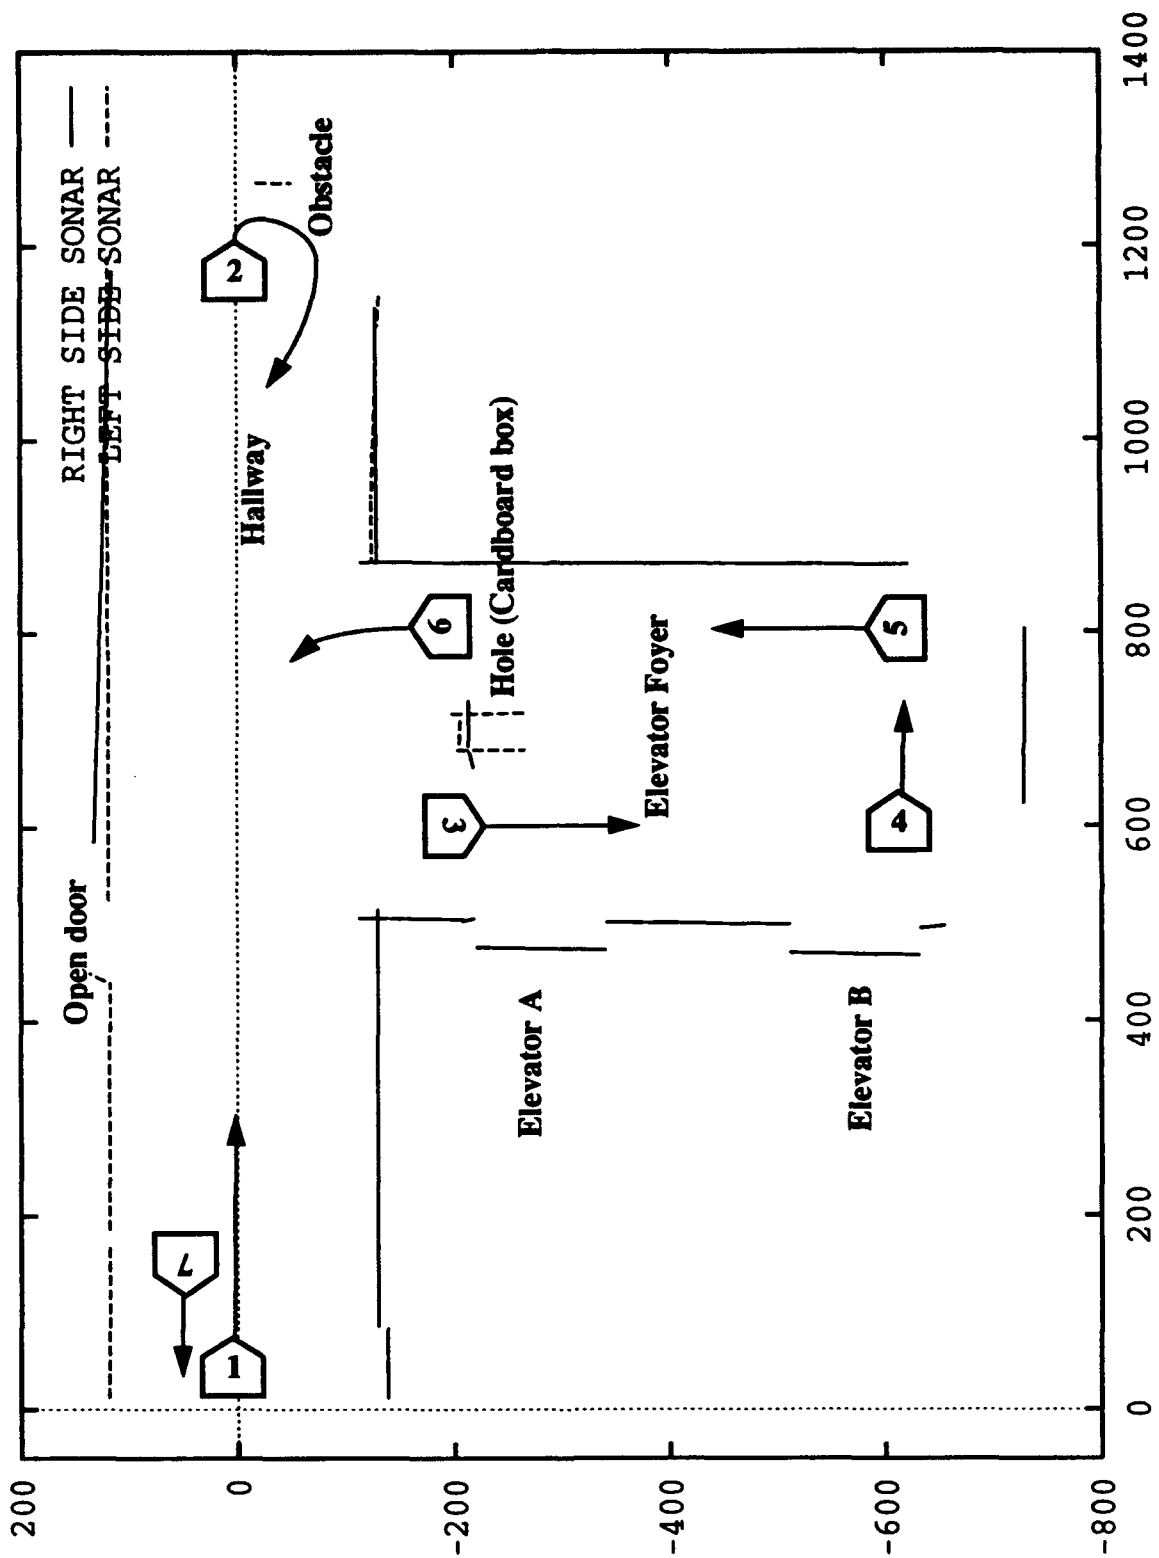 RIGHT SIDE SONAR
LEFT SIDE SONAR
Open door
2
Obstacle
Hallway
7
1
6
Hole (Cardboard box)
3
Elevator Foyer
5
4
Elevator A
Elevator B
200
0
-200
-400
-600
-800
0
200
400
600
800
1000
1200
1400